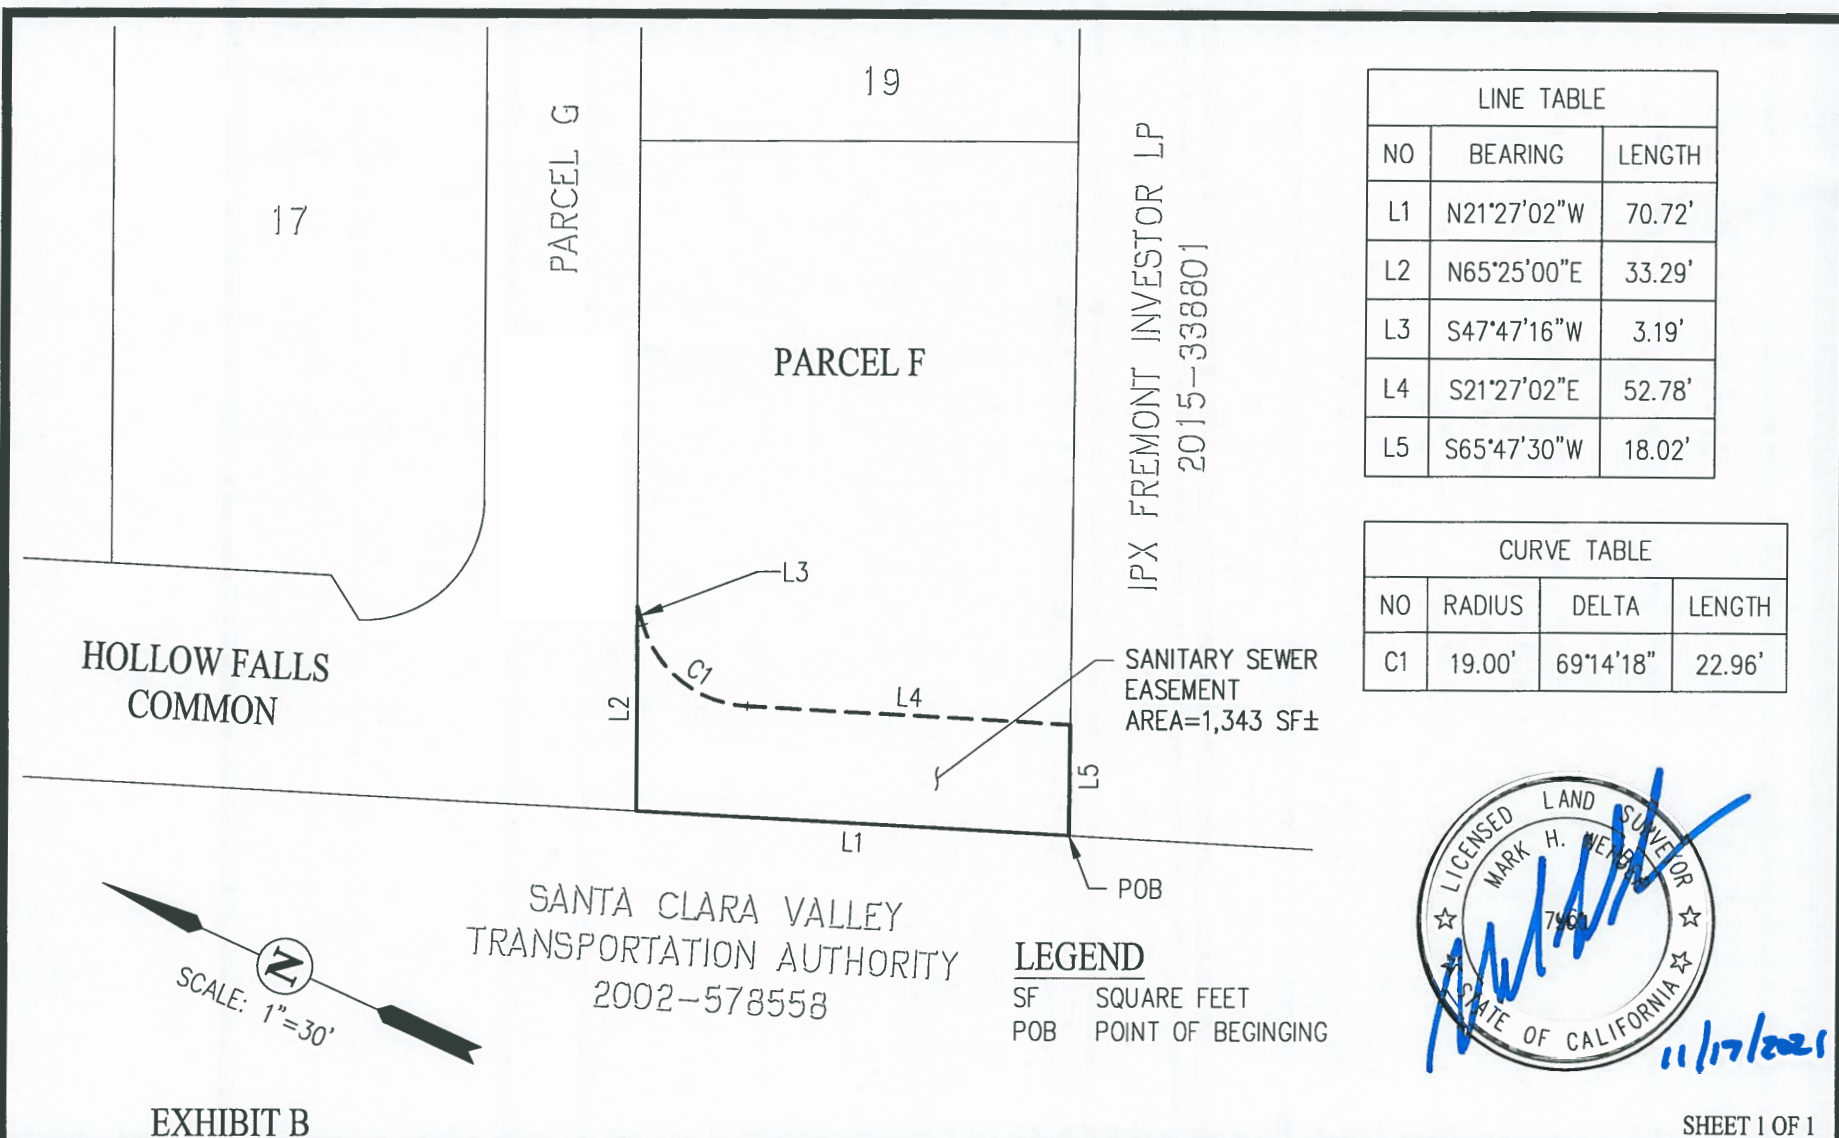 19
17
PARCEL G
PARCEL F
IPX FREMONT INVESTOR LP
2015-338801
LINE TABLE
NO BEARING LENGTH
L1 N21°27'02"W 70.72'
L2 N65°25'00"E 33.29'
L3 S47°47'16"W 3.19'
L4 S21°27'02"E 52.78'
L5 S65°47'30"W 18.02'
CURVE TABLE
NO RADIUS DELTA LENGTH
C1 19.00' 69°14'18" 22.96'
L3
HOLLOW FALLS
COMMON
C1
L2
L4
L5
L1
SANITARY SEWER
EASEMENT
AREA=1,343 SF±
POB
SANTA CLARA VALLEY
TRANSPORTATION AUTHORITY
2002-578558
N
SCALE: 1"=30'
LEGEND
SF SQUARE FEET
POB POINT OF BEGINGING
LICENSED LAND SURVEYOR
MARK H.
STATE OF CALIFORNIA
11/17/2021
EXHIBIT B
SHEET 1 OF 1